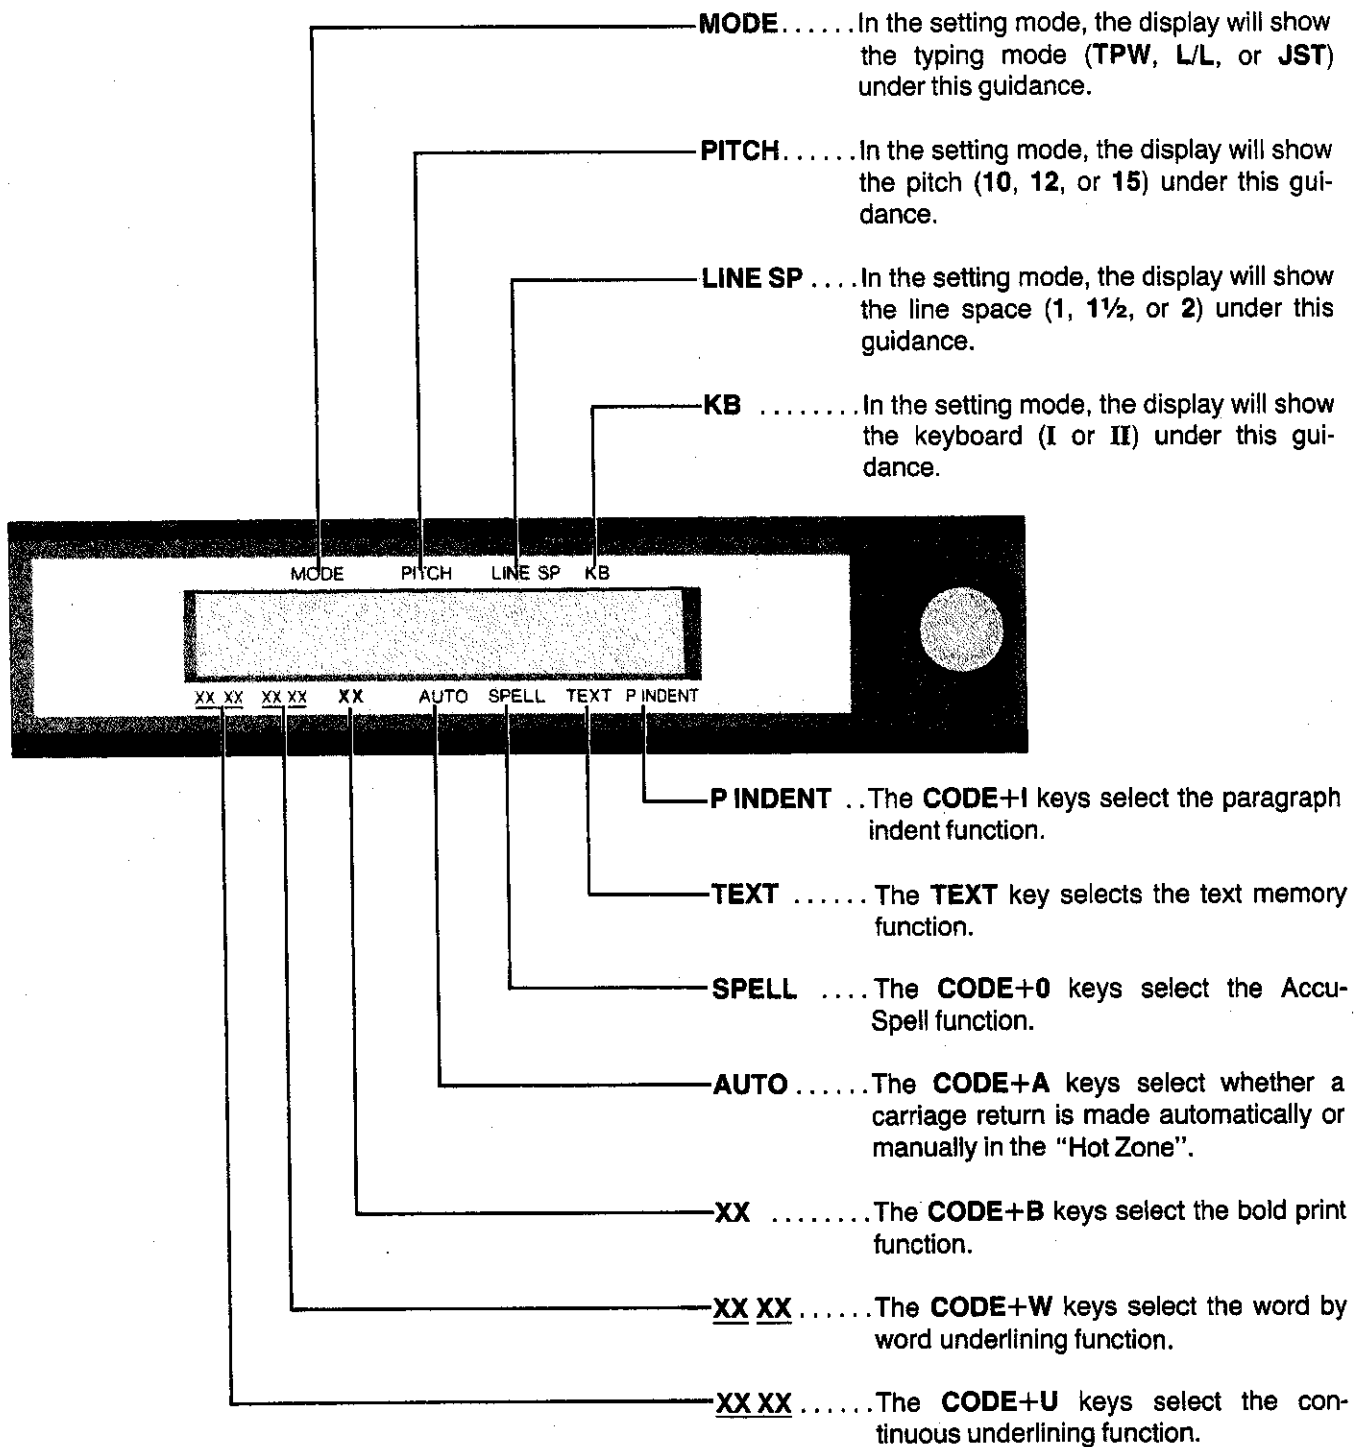 MODE......In the setting mode, the display will show
the typing mode (TPW, L/L, or JST)
under this guidance.
PITCH......In the setting mode, the display will show
the pitch (10, 12, or 15) under this gui-
dance.
LINE SP ....In the setting mode, the display will show
the line space (1, 1½, or 2) under this
guidance.
KB ........In the setting mode, the display will show
the keyboard (I or II) under this gui-
dance.
MODE PITCH LINE SP KB
XX XX XX XX XX AUTO SPELL TEXT P INDENT
P INDENT ..The CODE+I keys select the paragraph
indent function.
TEXT ......The TEXT key selects the text memory
function.
SPELL ....The CODE+0 keys select the Accu-
Spell function.
AUTO ......The CODE+A keys select whether a
carriage return is made automatically or
manually in the "Hot Zone".
XX ........The CODE+B keys select the bold print
function.
XX XX ......The CODE+W keys select the word by
word underlining function.
XX XX ......The CODE+U keys select the con-
tinuous underlining function.